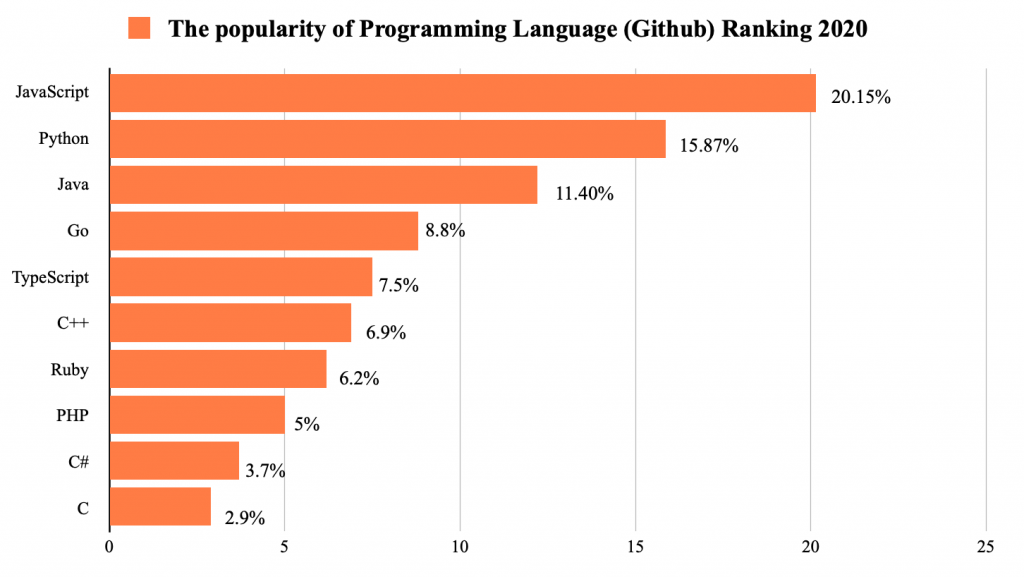 The popularity of Programming Language (Github) Ranking 2020
JavaScript 20.15%
Python 15.87%
Java 11.40%
Go 8.8%
TypeScript 7.5%
C++ 6.9%
Ruby 6.2%
PHP 5%
C# 3.7%
C 2.9%
0 5 10 15 20 25